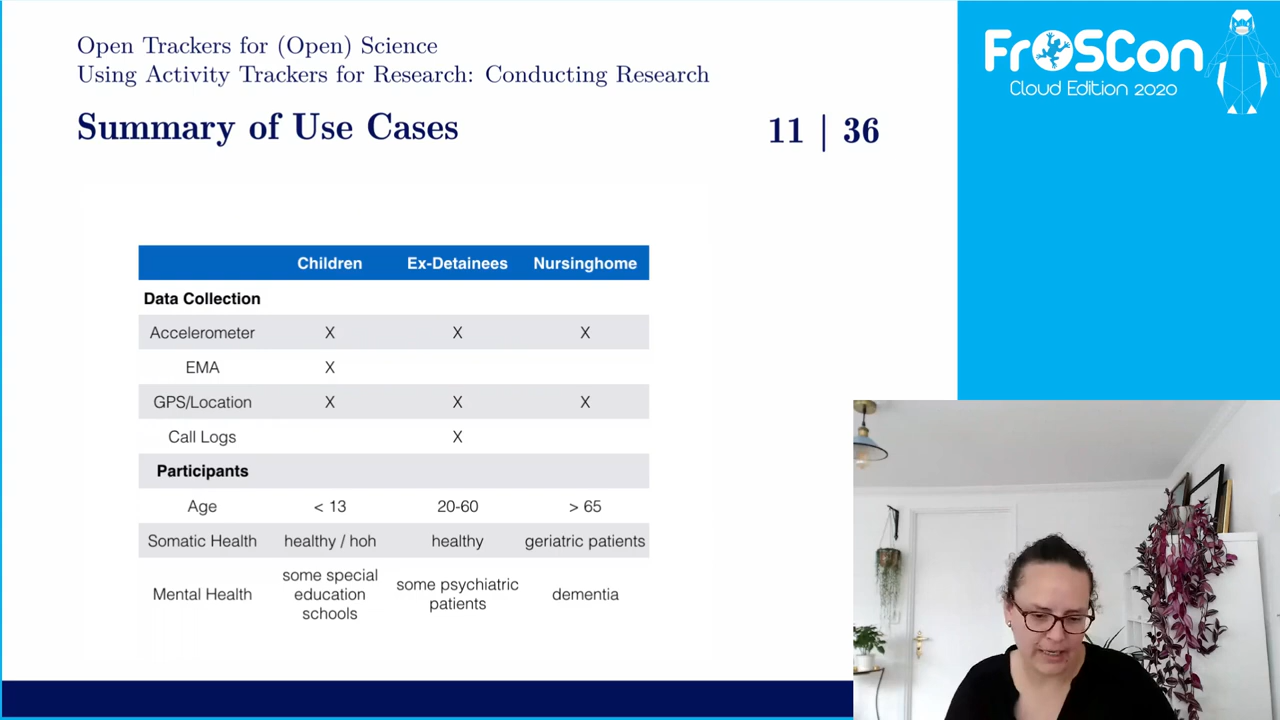 Open Trackers for (Open) Science
Using Activity Trackers for Research: Conducting Research
Summary of Use Cases
11 | 36
FrOSCon
Cloud Edition 2020
Children Ex-Detainees Nursinghome
Data Collection
Accelerometer X X X
EMA X
GPS/Location X X X
Call Logs X
Participants
Age < 13 20-60 > 65
Somatic Health healthy / hoh healthy geriatric patients
Mental Health some special education schools some psychiatric patients dementia